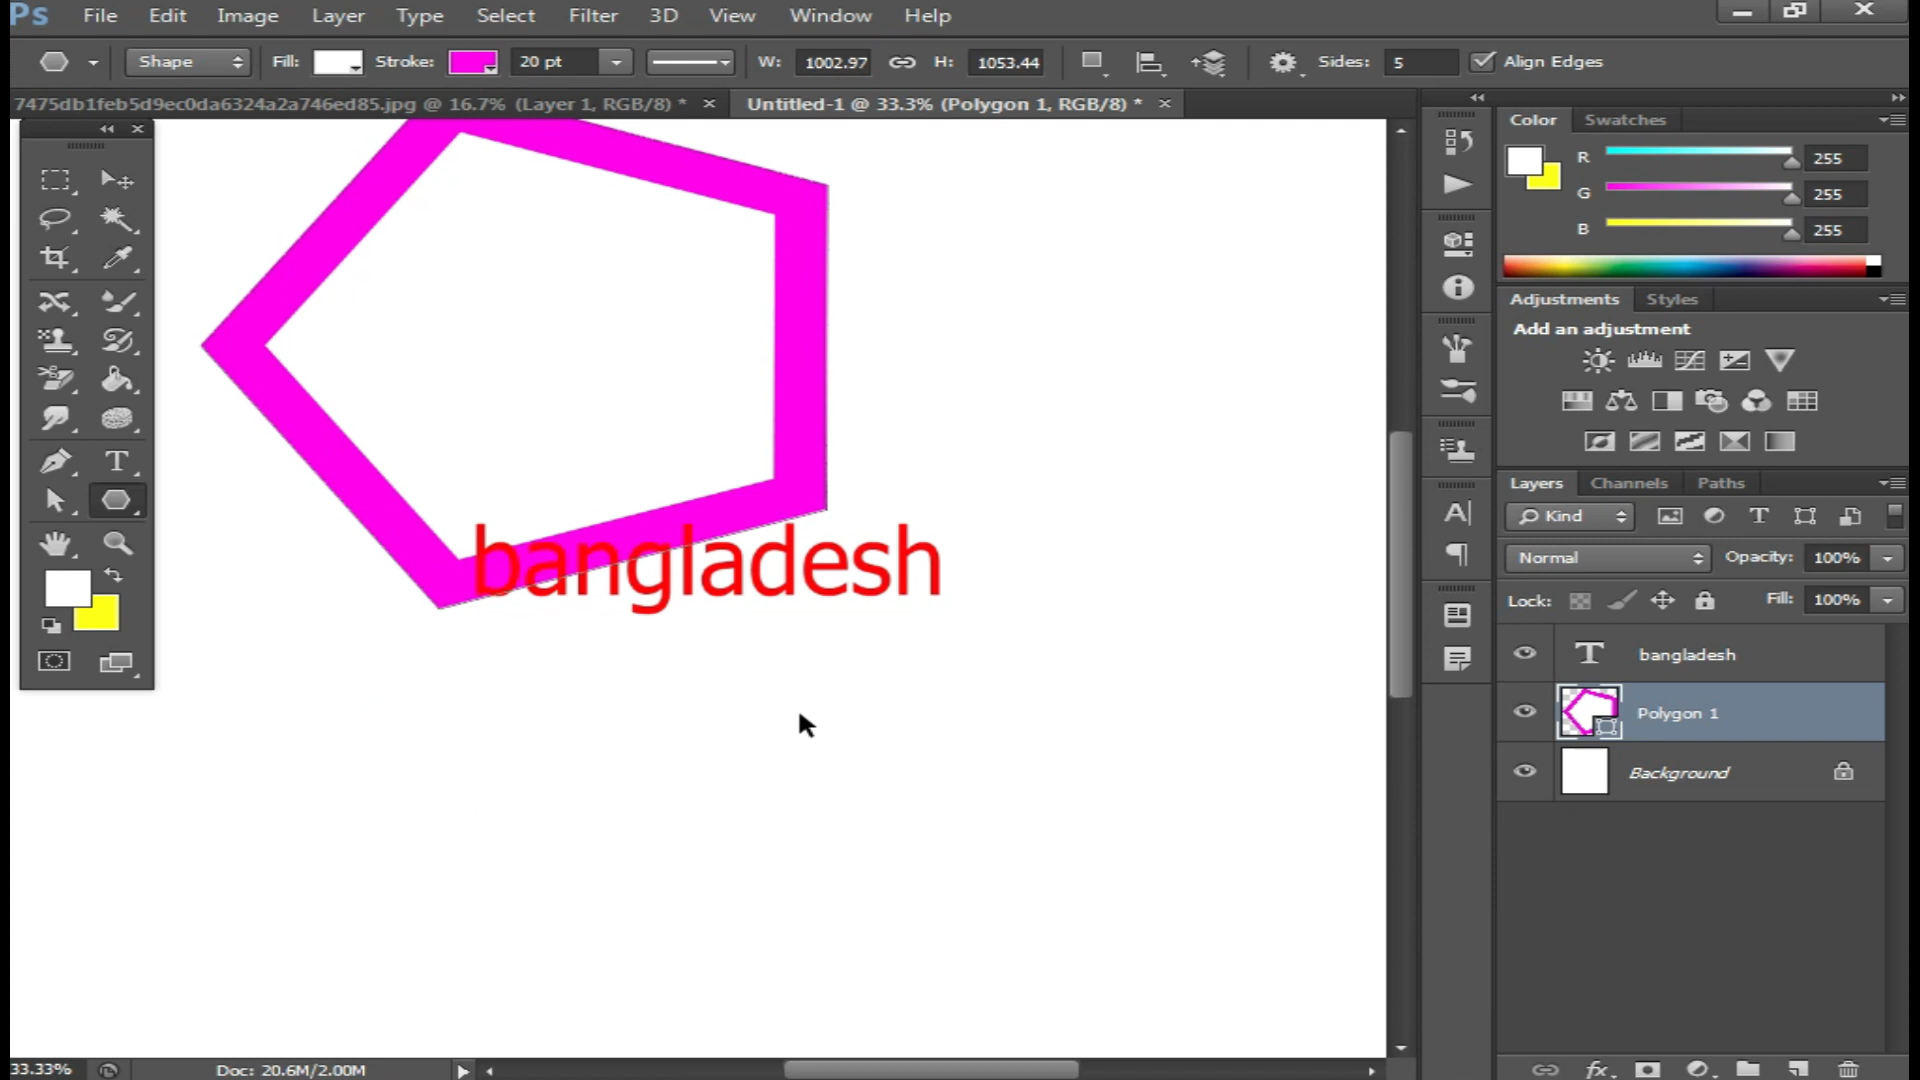 Ps File Edit Image Layer Type Select Filter 3D View Window Help
Shape Fill: Stroke: 20 pt W: 1002.97 H: 1053.44 Sides: 5 Align Edges
7475db1feb5d9ec0da6324a2a746ed85.jpg @ 16.7% (Layer 1, RGB/8) * × Untitled-1 @ 33.3% (Polygon 1, RGB/8) * ×
Color Swatches
R 255
G 255
B 255
Adjustments Styles
Add an adjustment
Layers Channels Paths
Kind
Normal Opacity: 100%
Lock: Fill: 100%
bangladesh
Polygon 1
Background
bangladesh
33.33% Doc: 20.6M/2.00M